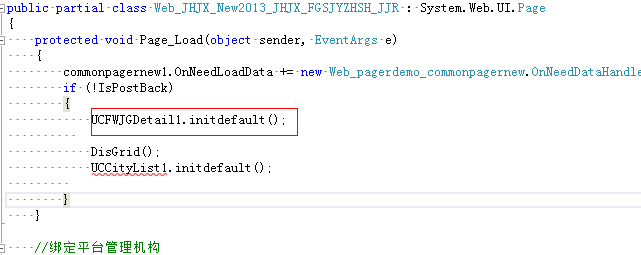 public partial class Web_JHJX_New2013_JHJX_FGSJYZHSH_JJR : System.Web.UI.Page
{
protected void Page_Load(object sender, EventArgs e)
{
commonpagernew1.OnNeedLoadData += new Web_pagerdemo_commonpagernew.OnNeedDataHandle
if (!IsPostBack)
{
UCFWJGDetail1.initdefault();
DisGrid();
UCCityList1.initdefault();
}
}
//绑定平台管理机构